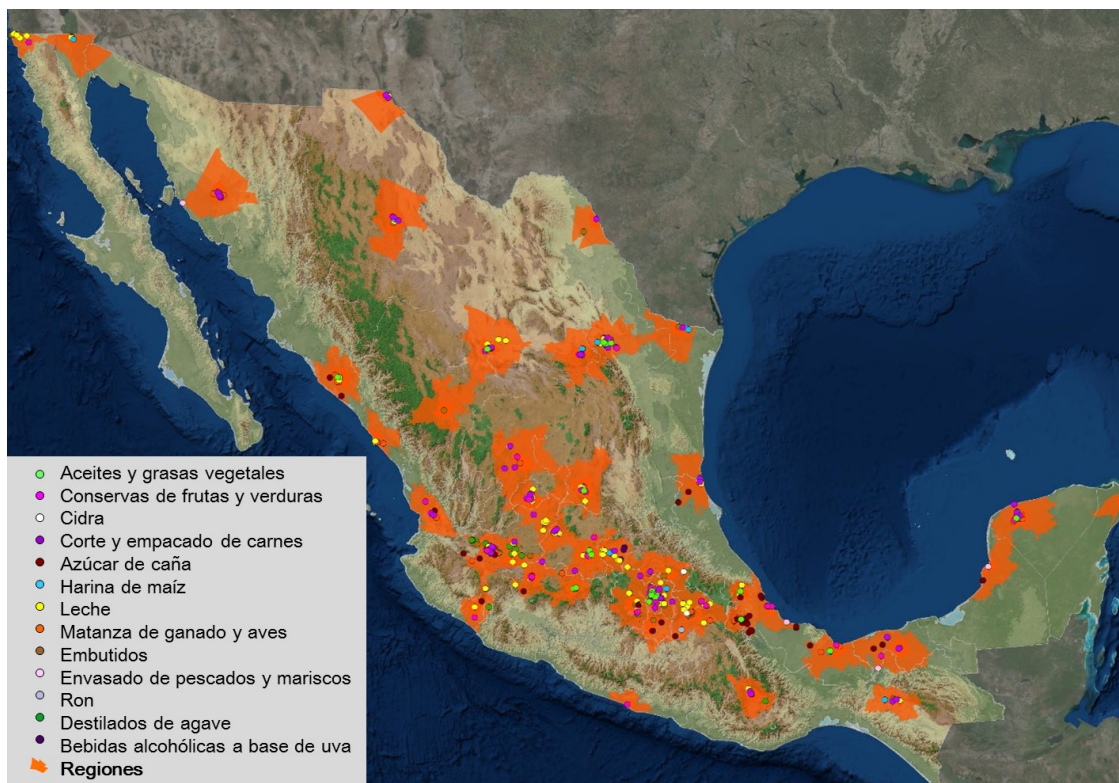 Aceites y grasas vegetales
Conservas de frutas y verduras
Cidra
Corte y empacado de carnes
Azúcar de caña
Harina de maíz
Leche
Matanza de ganado y aves
Embutidos
Envasado de pescados y mariscos
Ron
Destilados de agave
Bebidas alcohólicas a base de uva
Regiones